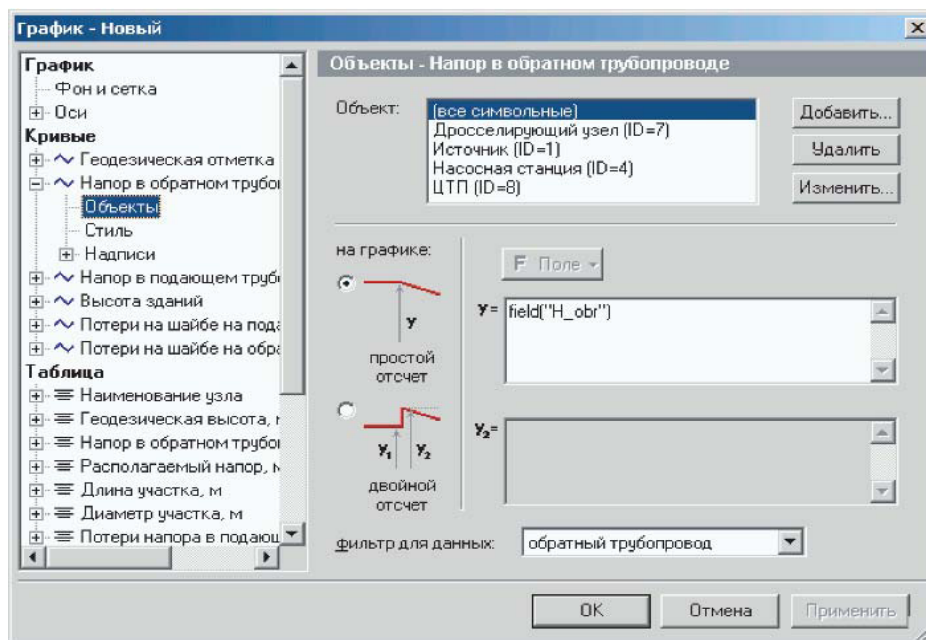 График - Новый
График
Фон и сетка
Оси
Кривые
Геодезическая отметка
Напор в обратном трубоп
Объекты
Стиль
Надписи
Напор в подающем труб
Высота зданий
Потери на шайбе на пода
Потери на шайбе на обра
Таблица
Наименование узла
Геодезическая высота, м
Напор в обратном трубоп
Располагаемый напор, м
Длина участка, м
Диаметр участка, м
Потери напора в подающ
Объекты - Напор в обратном трубопроводе
Объект:
(все символьные)
Дросселирующий узел (ID=7)
Источник (ID=1)
Насосная станция (ID=4)
ЦТП (ID=8)
Добавить...
Удалить
Изменить...
на графике:
F Поле
y
простой
отсчет
y= field("H_obr")
y₁ y₂
двойной
отсчет
y₂=
фильтр для данных: обратный трубопровод
OK Отмена Применить